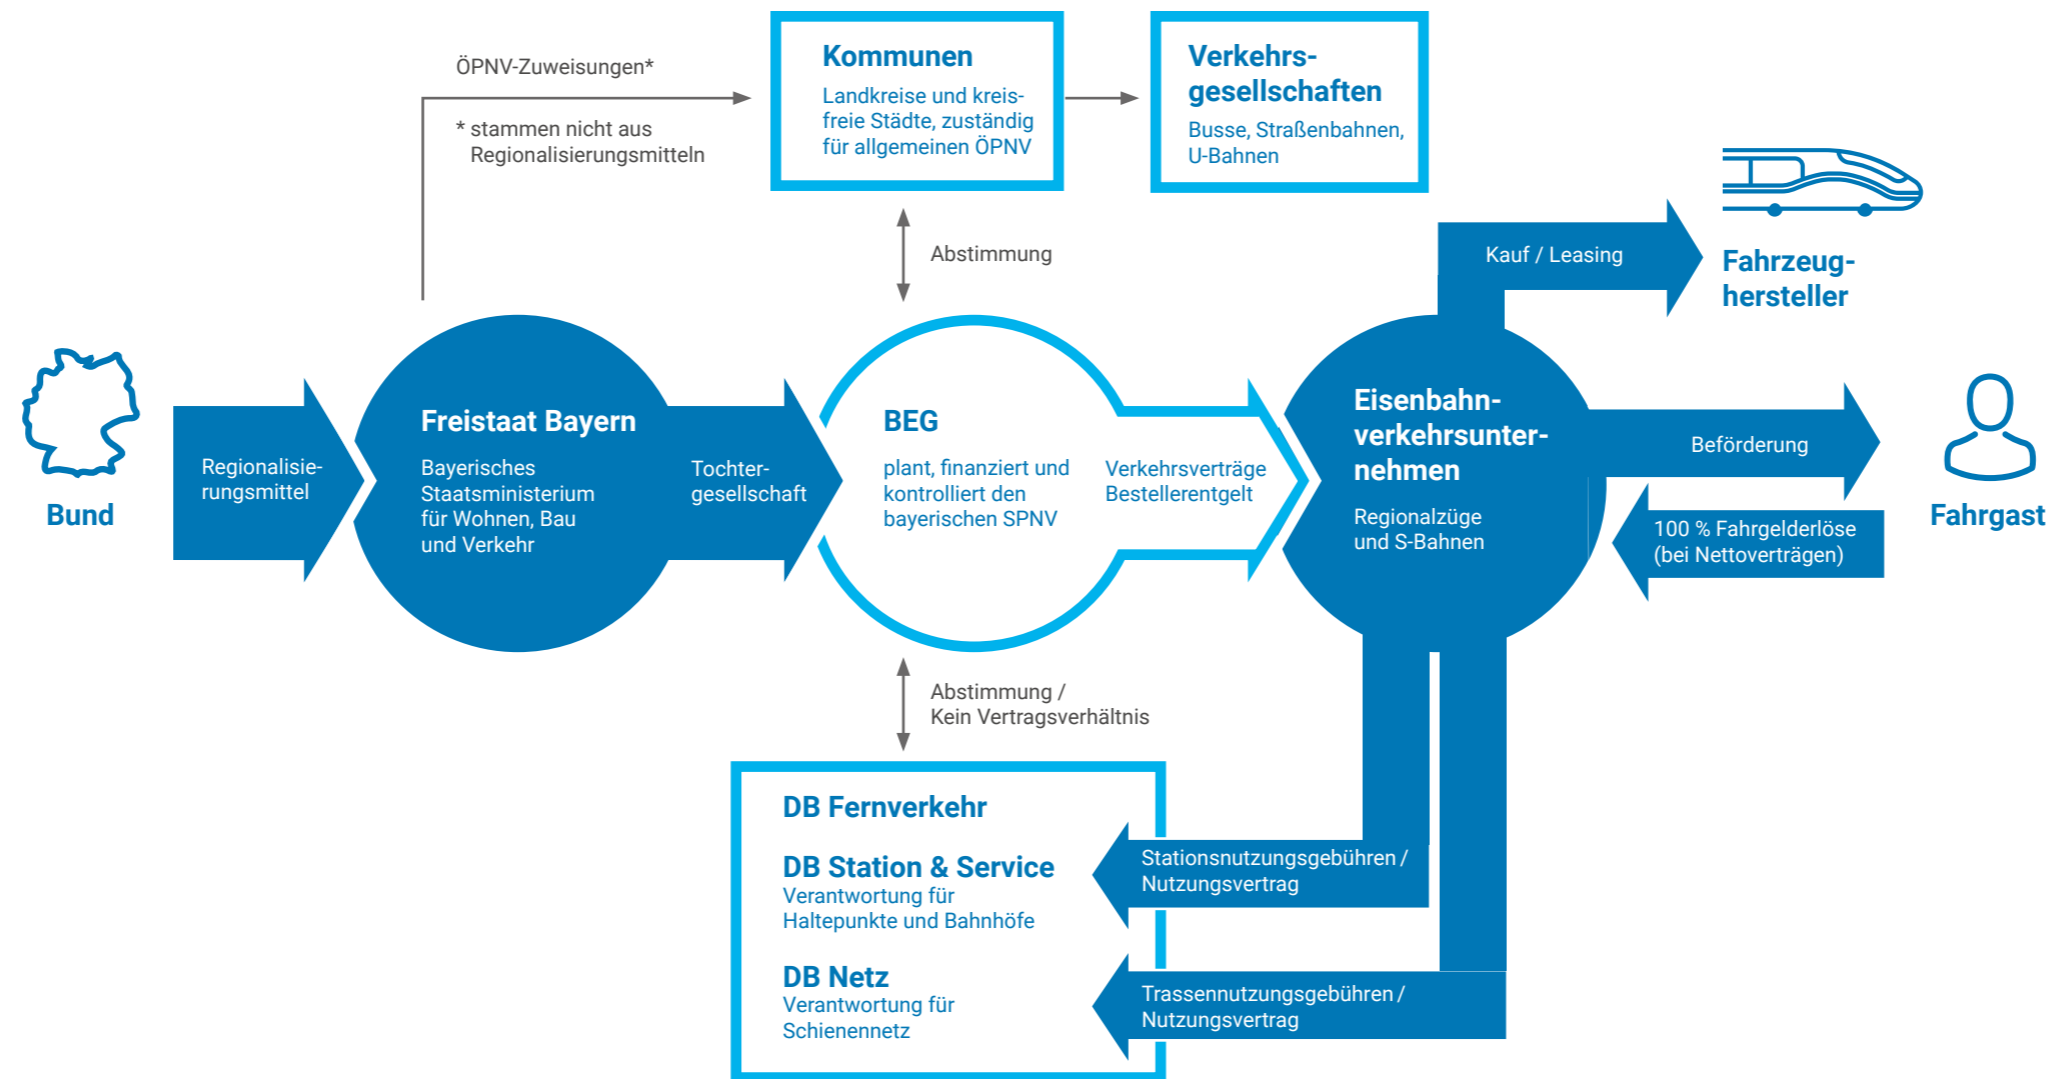 ÖPNV-Zuweisungen*
* stammen nicht aus
Regionalisierungsmitteln
Kommunen
Landkreise und kreis-
freie Städte, zuständig
für allgemeinen ÖPNV
Verkehrs-
gesellschaften
Busse, Straßenbahnen,
U-Bahnen
Abstimmung
Kauf / Leasing
Fahrzeug-
hersteller
Bund
Regionalisie-
rungsmittel
Freistaat Bayern
Bayerisches
Staatsministerium
für Wohnen, Bau
und Verkehr
Tochter-
gesellschaft
BEG
plant, finanziert und
kontrolliert den
bayerischen SPNV
Verkehrsverträge
Bestellerentgelt
Eisenbahn-
verkehrsunter-
nehmen
Regionalzüge
und S-Bahnen
Beförderung
100 % Fahrgelderlöse
(bei Nettoverträgen)
Fahrgast
Abstimmung /
Kein Vertragsverhältnis
DB Fernverkehr
DB Station & Service
Verantwortung für
Haltepunkte und Bahnhöfe
Stationsnutzungsgebühren /
Nutzungsvertrag
DB Netz
Verantwortung für
Schienennetz
Trassennutzungsgebühren /
Nutzungsvertrag